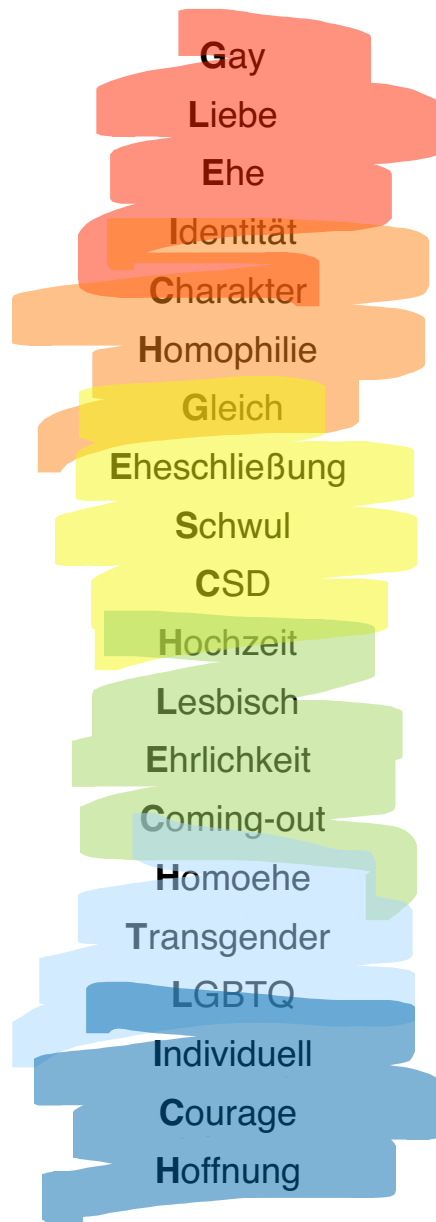 Gay
Liebe
Ehe
Identität
Charakter
Homophilie
Gleich
Eheschließung
Schwul
CSD
Hochzeit
Lesbisch
Ehrlichkeit
Coming-out
Homoehe
Transgender
LGBTQ
Individuell
Courage
Hoffnung